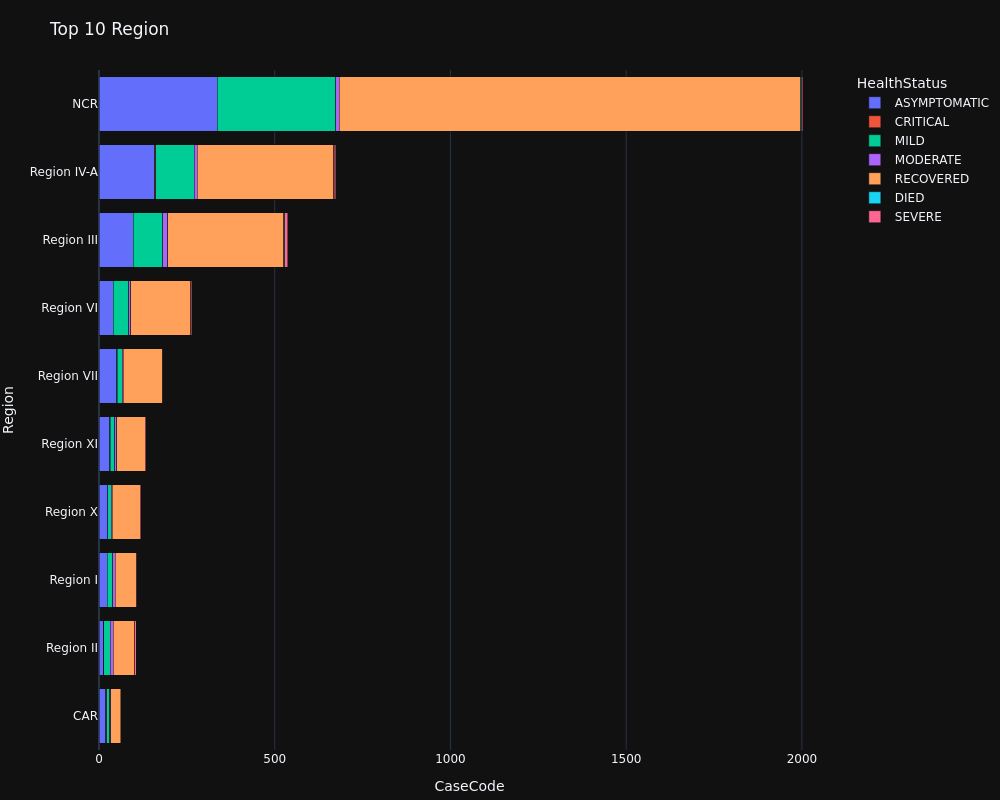 Top 10 Region
HealthStatus
ASYMPTOMATIC
CRITICAL
MILD
MODERATE
RECOVERED
DIED
SEVERE
Region
NCR
Region IV-A
Region III
Region VI
Region VII
Region XI
Region X
Region I
Region II
CAR
0 500 1000 1500 2000
CaseCode